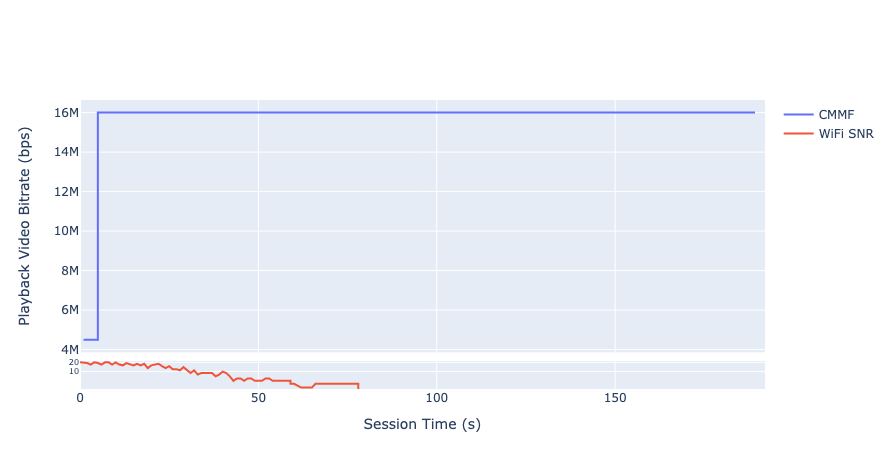 16M
14M
12M
10M
8M
6M
4M
Playback Video Bitrate (bps)
20
10
0
50
100
150
Session Time (s)
CMMF
WiFi SNR